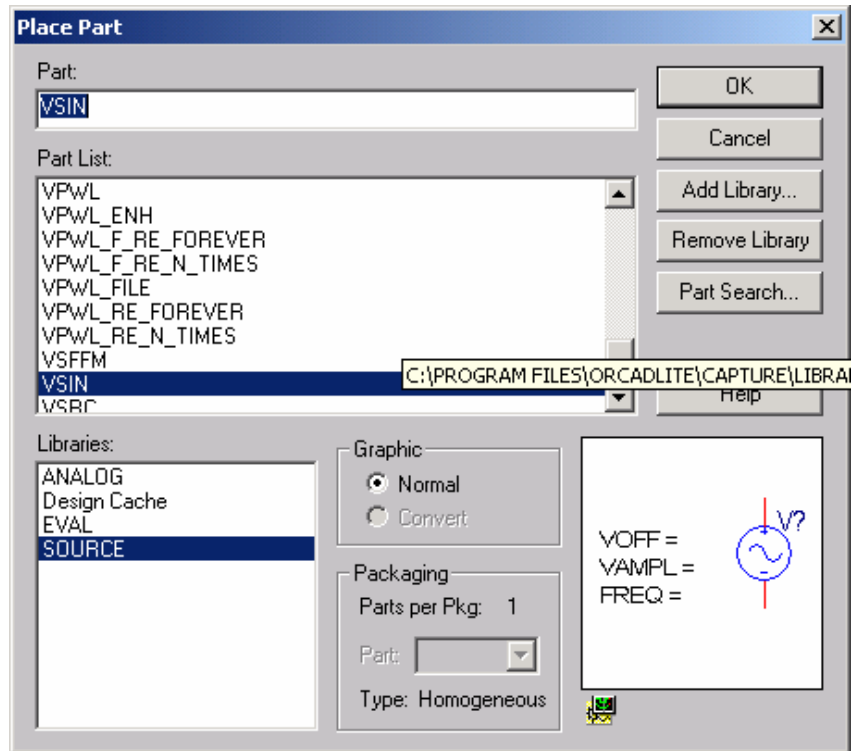 Place Part
Part:
VSIN
OK
Cancel
Part List:
VPWL
VPWL_ENH
VPWL_F_RE_FOREVER
VPWL_F_RE_N_TIMES
VPWL_FILE
VPWL_RE_FOREVER
VPWL_RE_N_TIMES
VSFFM
VSIN
VSRC
Add Library...
Remove Library
Part Search...
C:\PROGRAM FILES\ORCADLITE\CAPTURE\LIBRA
Help
Libraries:
ANALOG
Design Cache
EVAL
SOURCE
Graphic
Normal
Convert
Packaging
Parts per Pkg: 1
Part:
Type: Homogeneous
V?
VOFF =
VAMPL =
FREQ =